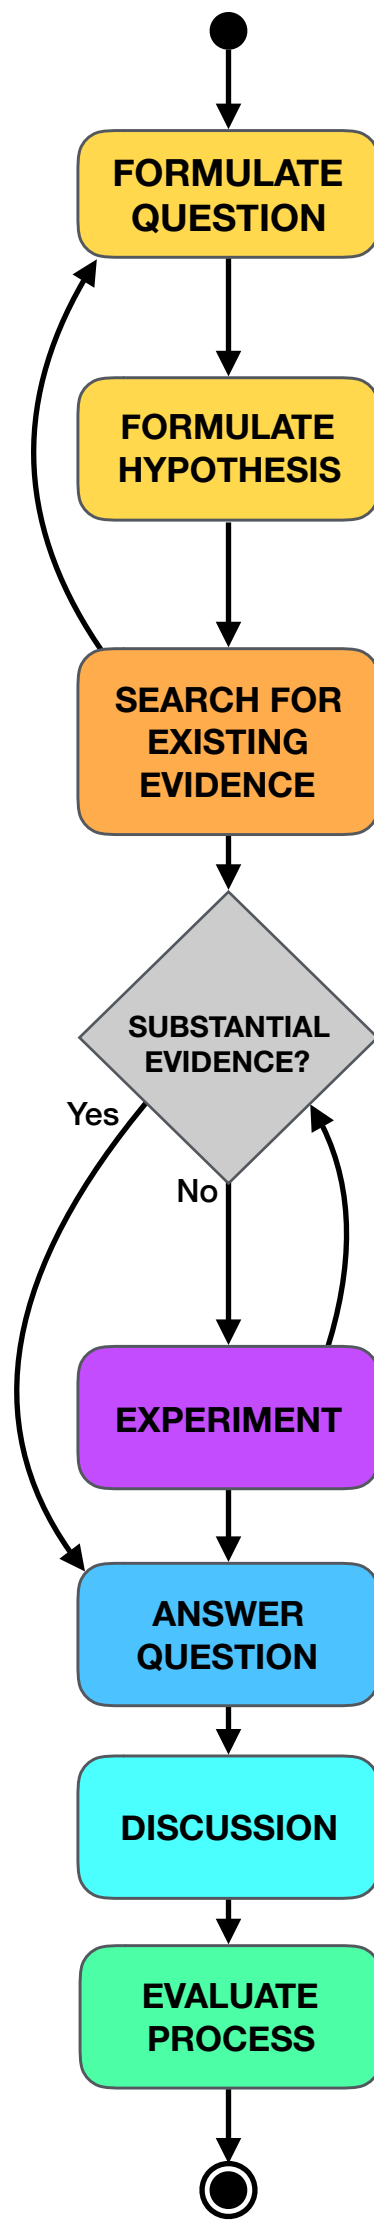 FORMULATE
QUESTION
FORMULATE
HYPOTHESIS
SEARCH FOR
EXISTING
EVIDENCE
SUBSTANTIAL
EVIDENCE?
Yes
No
EXPERIMENT
ANSWER
QUESTION
DISCUSSION
EVALUATE
PROCESS